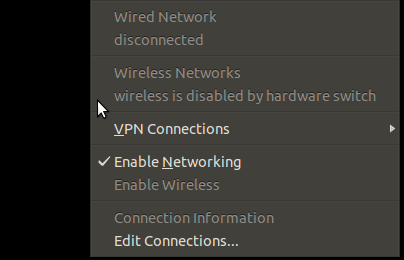 Wired Network
disconnected
Wireless Networks
wireless is disabled by hardware switch
VPN Connections
Enable Networking
Enable Wireless
Connection Information
Edit Connections...